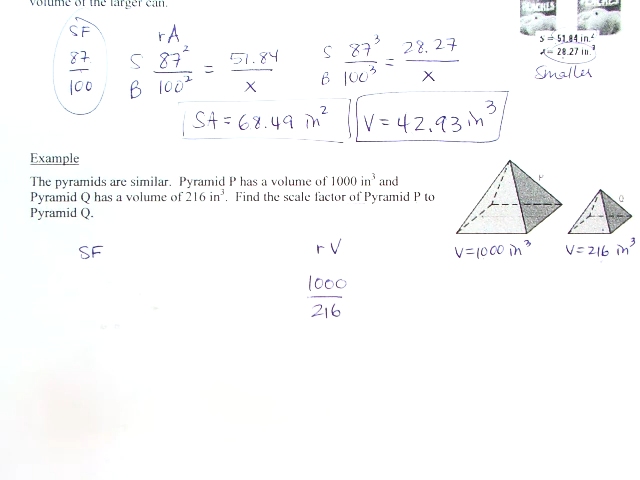 volume of the larger can.
PEACHES
S = 51.84 in.²
A = 28.27 in.³
Smaller
SF
87
100
rA
S 87² = 51.84
B 100² x
S 87³ = 28.27
B 100³ x
SA = 68.49 in²
V = 42.93 in³
Example
The pyramids are similar. Pyramid P has a volume of 1000 in³ and
Pyramid Q has a volume of 216 in³. Find the scale factor of Pyramid P to
Pyramid Q.
P
Q
V=1000 in³
V=216 in³
SF
rV
1000
216